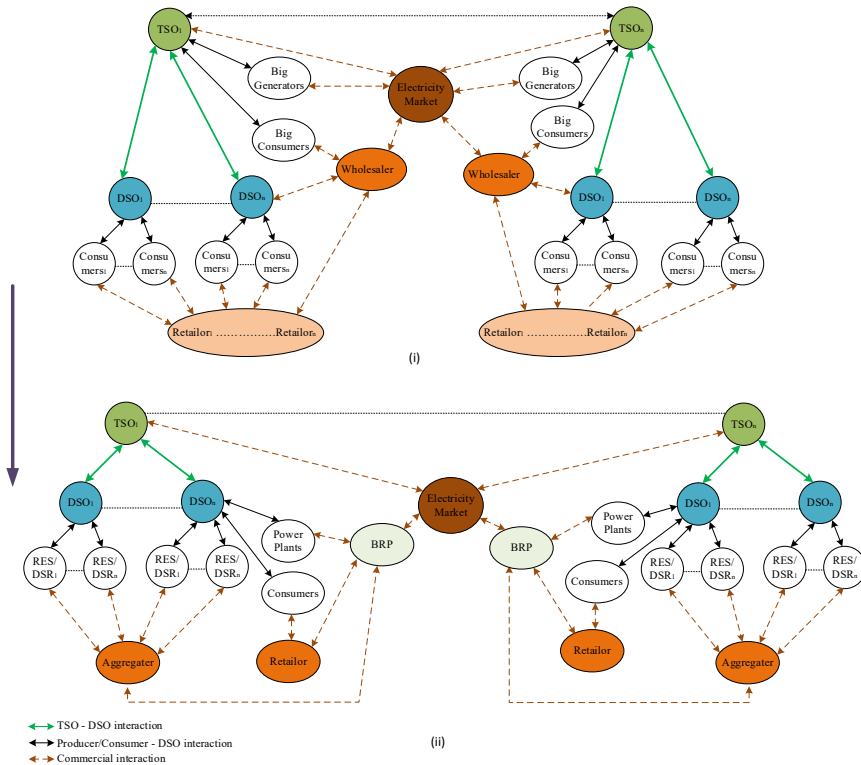 TSO₁
TSOₙ
Big
Generators
Big
Generators
Electricity
Market
Big
Consumers
Big
Consumers
Wholesaler
Wholesaler
DSO₁
DSOₙ
DSO₁
DSOₙ
Consu
mers₁
Consu
mersₙ
Consu
mers₁
Consu
mersₙ
Consu
mers₁
Consu
mersₙ
Consu
mers₁
Consu
mersₙ
Retailor₁ ................Retailorₙ
Retailor₁ ................Retailorₙ
(i)
TSO₁
TSOₙ
DSO₁
DSOₙ
Electricity
Market
DSO₁
DSOₙ
Power
Plants
Power
Plants
BRP
BRP
RES/
DSR₁
RES/
DSRₙ
RES/
DSR₁
RES/
DSRₙ
RES/
DSR₁
RES/
DSRₙ
RES/
DSR₁
RES/
DSRₙ
Consumers
Consumers
Aggregater
Retailor
Retailor
Aggregater
TSO - DSO interaction
Producer/Consumer - DSO interaction
Commercial interaction
(ii)